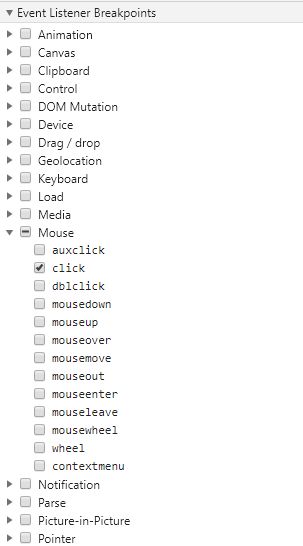 Event Listener Breakpoints
Animation
Canvas
Clipboard
Control
DOM Mutation
Device
Drag / drop
Geolocation
Keyboard
Load
Media
Mouse
auxclick
click
dblclick
mousedown
mouseup
mouseover
mousemove
mouseout
mouseenter
mouseleave
mousewheel
wheel
contextmenu
Notification
Parse
Picture-in-Picture
Pointer